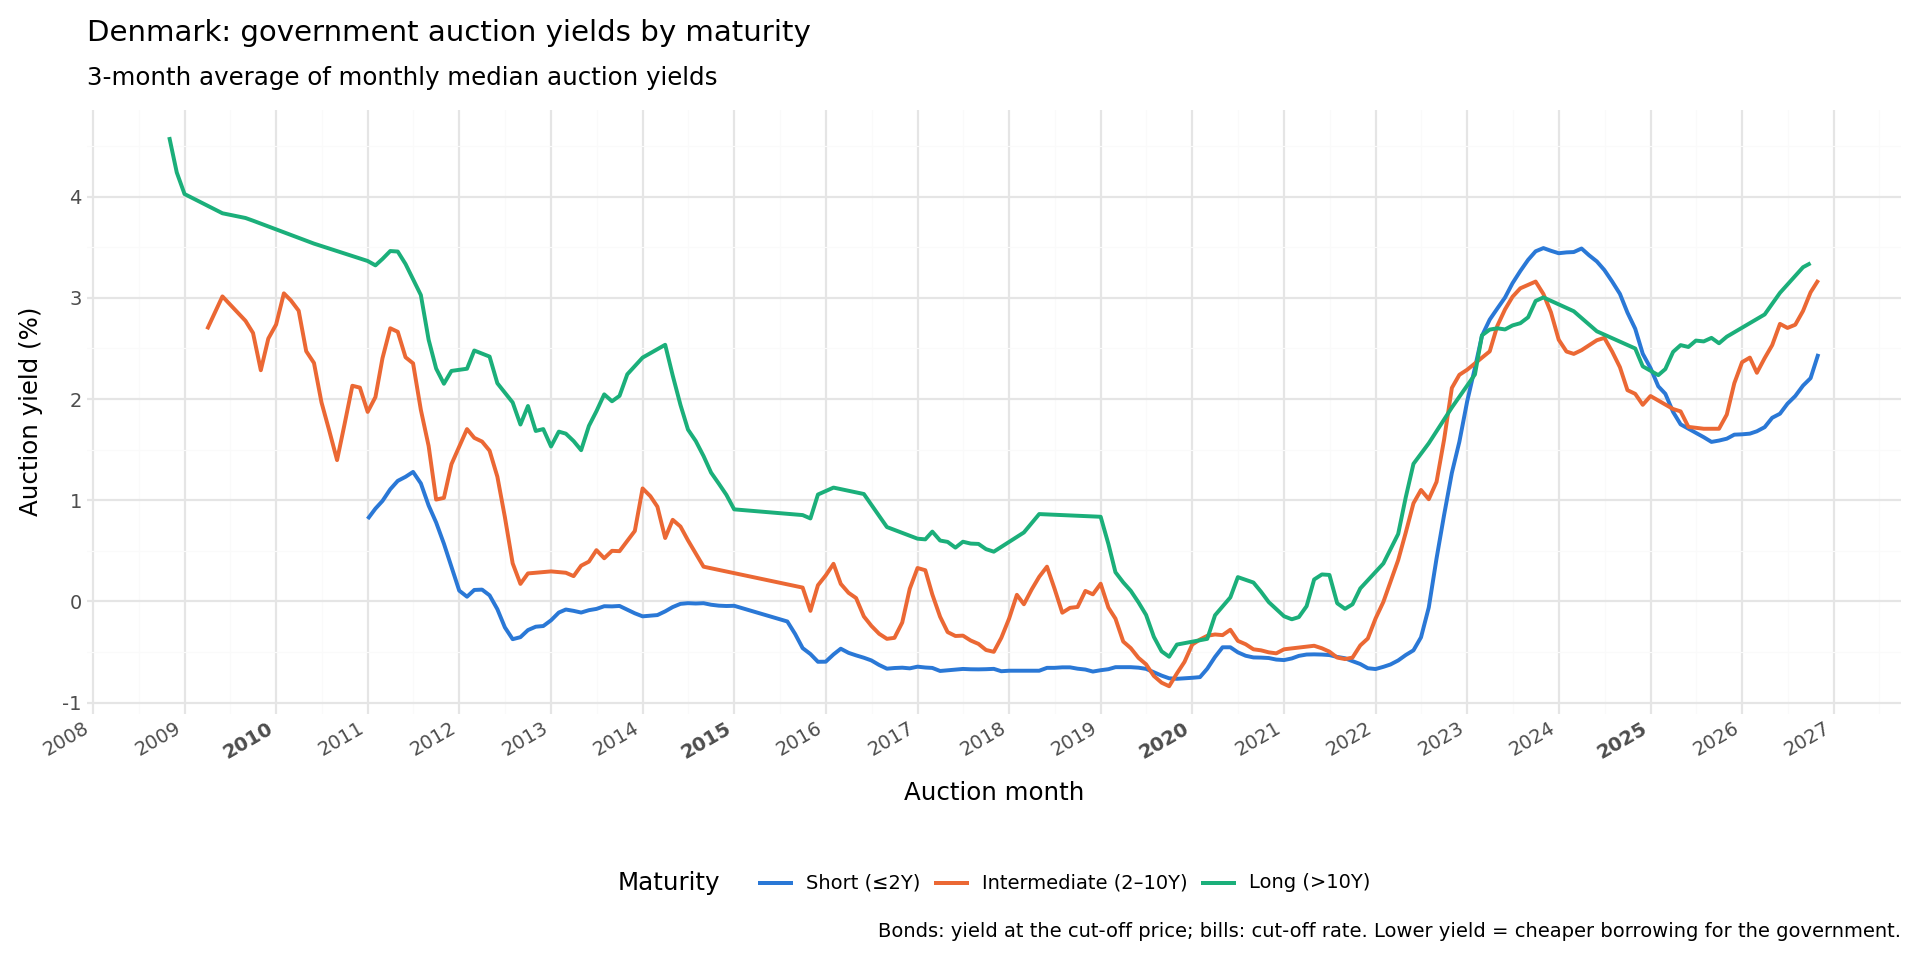 Denmark: government auction yields by maturity
3-month average of monthly median auction yields
Auction yield (%)
4
3
2
1
0
-1
2008 2009 2010 2011 2012 2013 2014 2015 2016 2017 2018 2019 2020 2021 2022 2023 2024 2025 2026 2027
Auction month
Maturity Short (≤2Y) Intermediate (2–10Y) Long (>10Y)
Bonds: yield at the cut-off price; bills: cut-off rate. Lower yield = cheaper borrowing for the government.